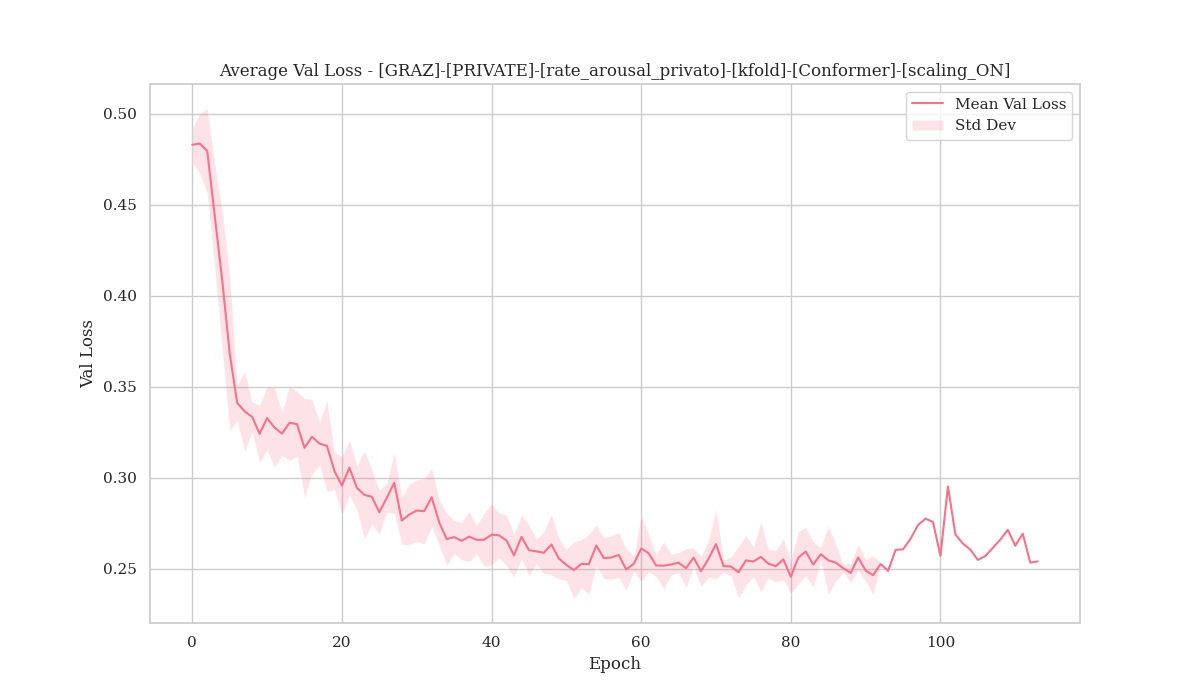 Average Val Loss - [GRAZ]-[PRIVATE]-[rate_arousal_privato]-[kfold]-[Conformer]-[scaling_ON]
Mean Val Loss
Std Dev
0.50
0.45
0.40
0.35
0.30
0.25
Val Loss
0 20 40 60 80 100
Epoch